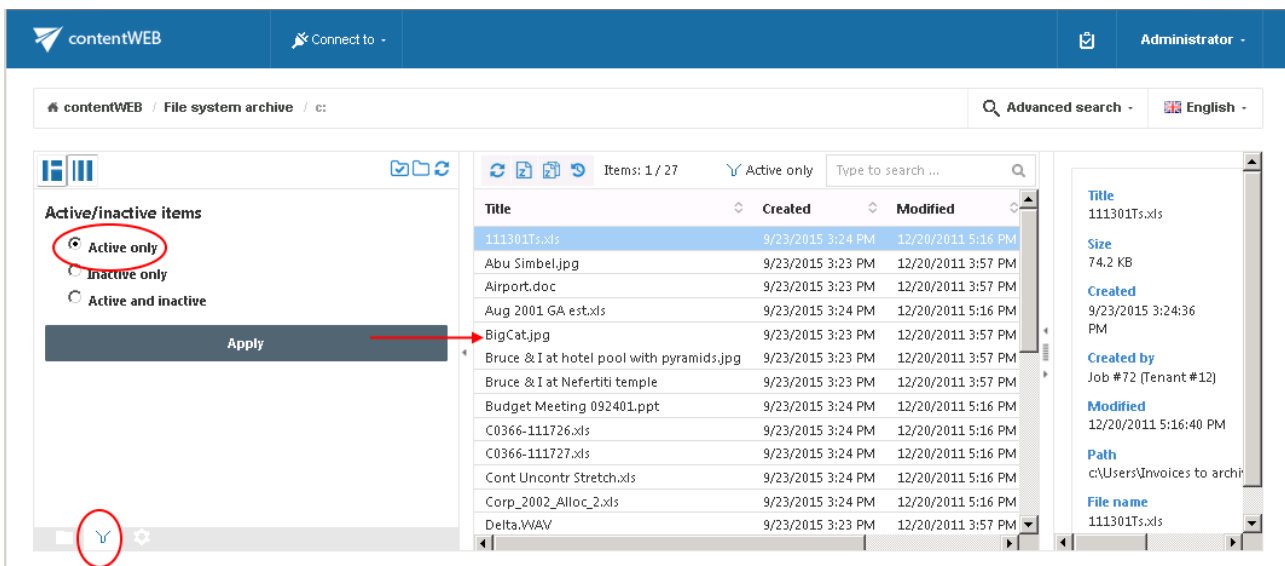 contentWEB Connect to Administrator
contentWEB / File system archive / c: Advanced search English
Active/inactive items
Active only
Inactive only
Active and inactive
Apply
Items: 1 / 27 Active only Type to search ...
Title Created Modified
111301Ts.xls 9/23/2015 3:24 PM 12/20/2011 5:16 PM
Abu Simbel.jpg 9/23/2015 3:23 PM 12/20/2011 3:57 PM
Airport.doc 9/23/2015 3:23 PM 12/20/2011 3:57 PM
Aug 2001 GA est.xls 9/23/2015 3:24 PM 12/20/2011 5:16 PM
BigCat.jpg 9/23/2015 3:23 PM 12/20/2011 3:57 PM
Bruce & I at hotel pool with pyramids.jpg 9/23/2015 3:23 PM 12/20/2011 3:57 PM
Bruce & I at Nefertiti temple 9/23/2015 3:23 PM 12/20/2011 3:57 PM
Budget Meeting 092401.ppt 9/23/2015 3:24 PM 12/20/2011 5:16 PM
C0366-111726.xls 9/23/2015 3:24 PM 12/20/2011 5:16 PM
C0366-111727.xls 9/23/2015 3:24 PM 12/20/2011 5:16 PM
Cont Uncontr Stretch.xls 9/23/2015 3:24 PM 12/20/2011 5:16 PM
Corp_2002_Alloc_2.xls 9/23/2015 3:24 PM 12/20/2011 5:16 PM
Delta.WAV 9/23/2015 3:23 PM 12/20/2011 3:57 PM
Title
111301Ts.xls
Size
74.2 KB
Created
9/23/2015 3:24:36
PM
Created by
Job #72 (Tenant #12)
Modified
12/20/2011 5:16:40 PM
Path
c:\Users\Invoices to archi
File name
111301Ts.xls